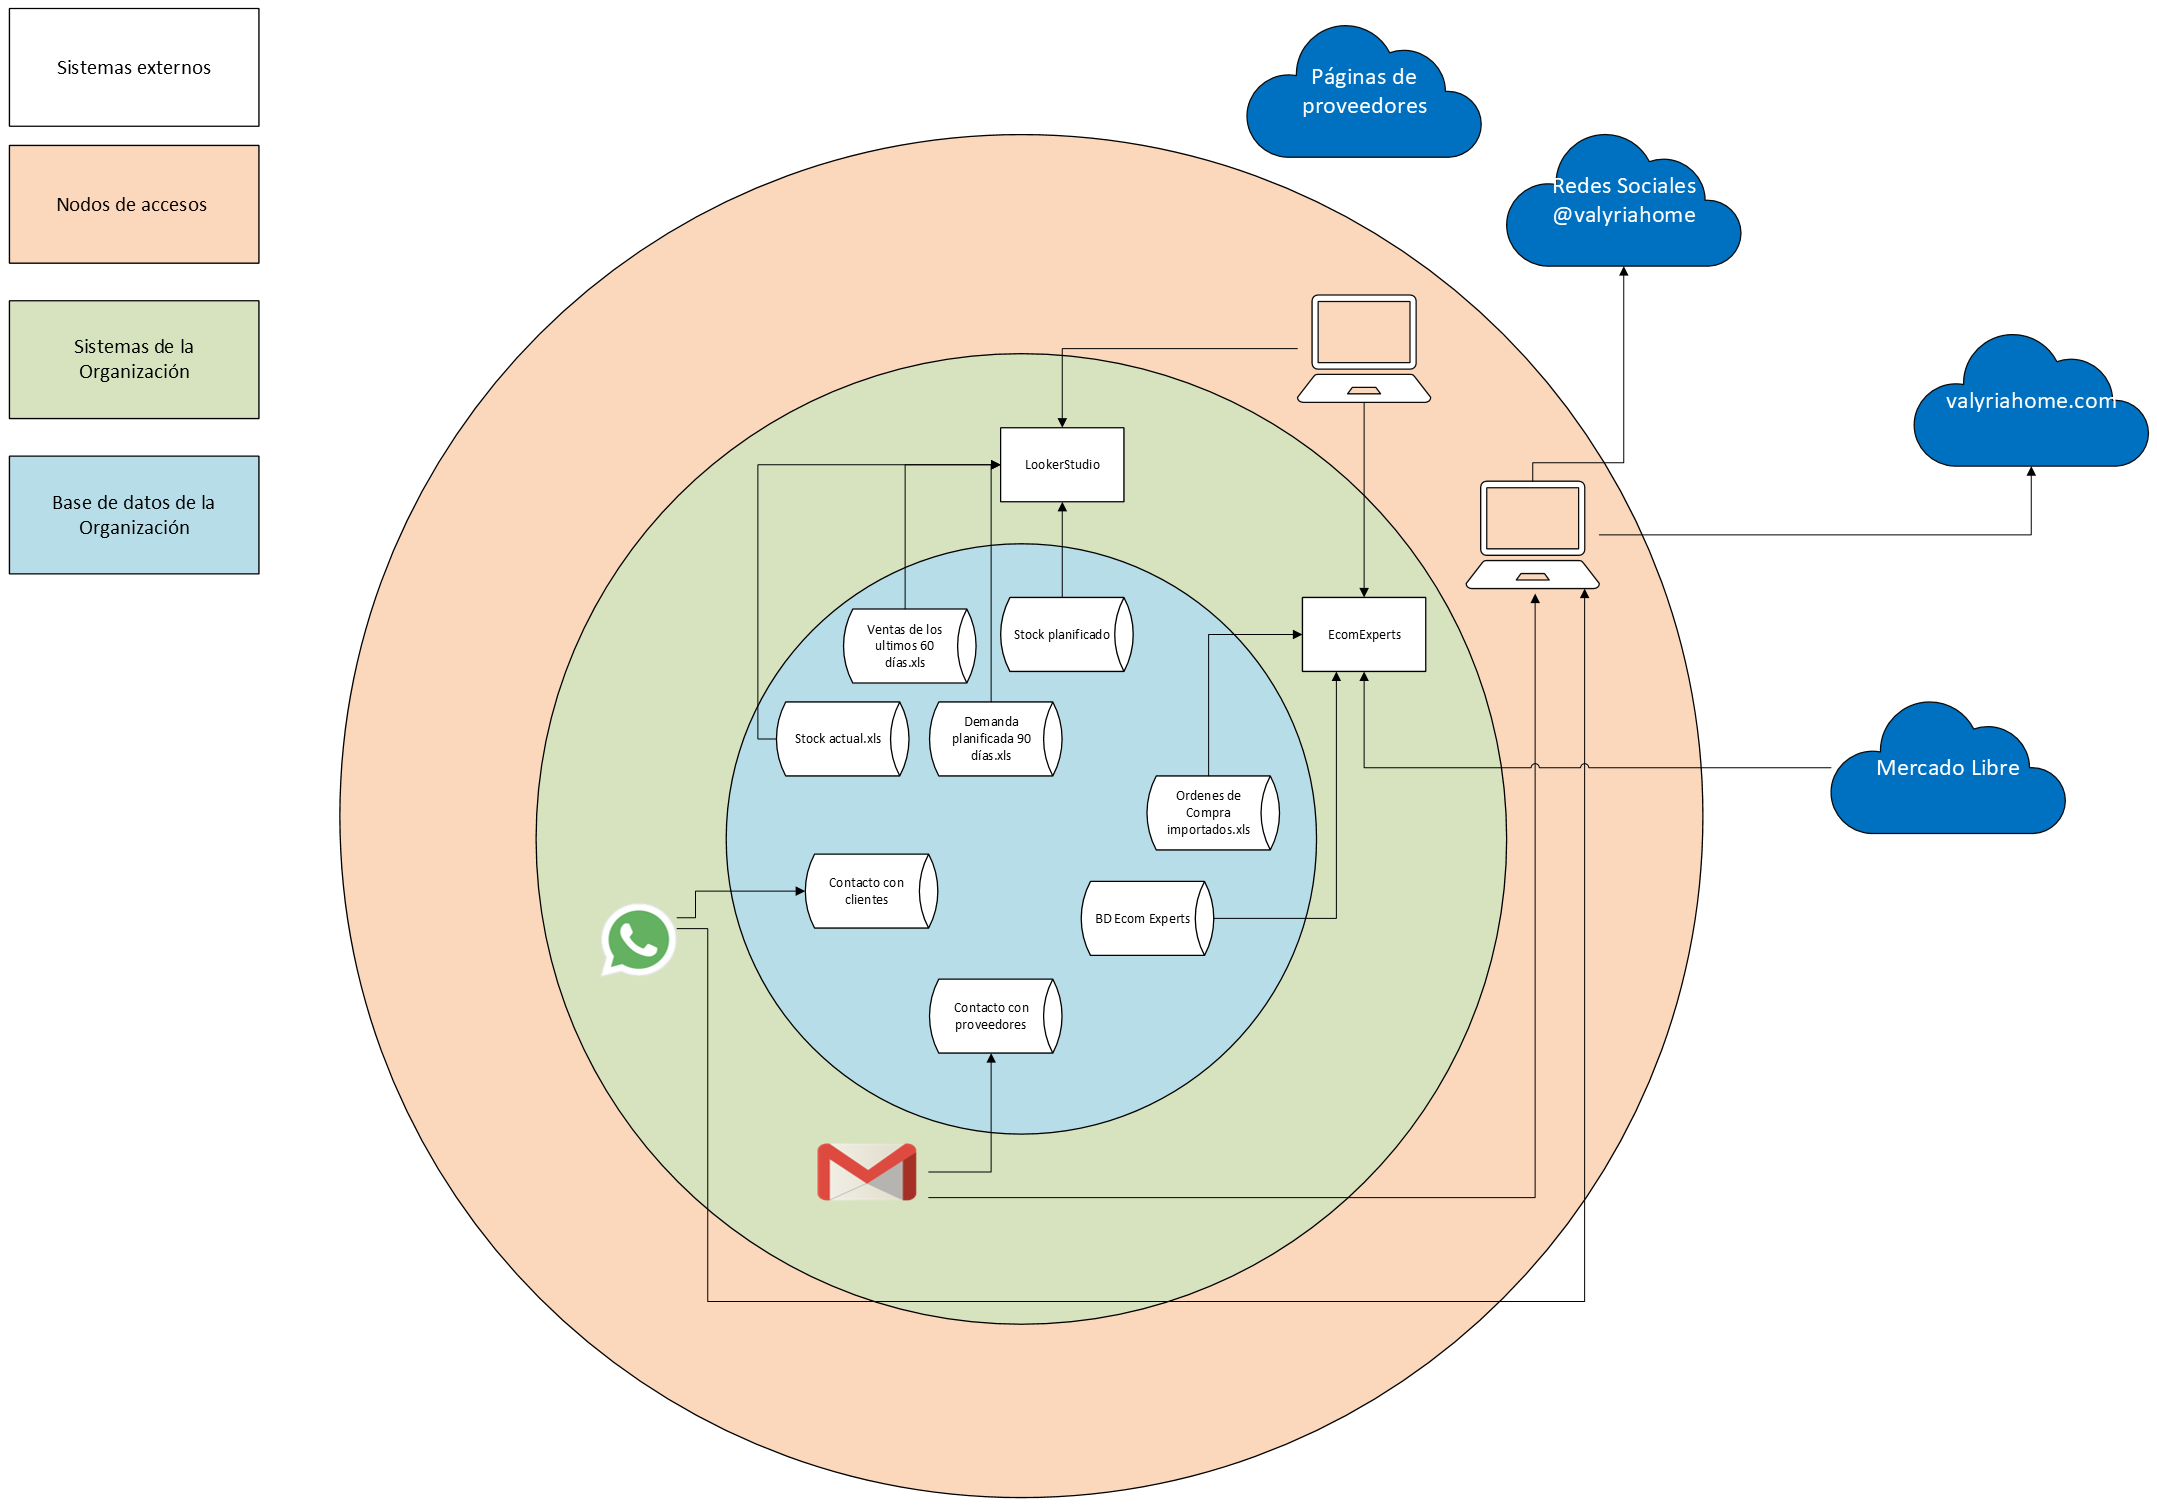 Sistemas externos
Nodos de accesos
Sistemas de la
Organización
Base de datos de la
Organización
Páginas de
proveedores
Redes Sociales
@valyriahome
valyriahome.com
Mercado Libre
LookerStudio
EcomExperts
Ventas de los
ultimos 60
días.xls
Stock planificado
Stock actual.xls
Demanda
planificada 90
días.xls
Ordenes de
Compra
importados.xls
Contacto con
clientes
BD Ecom Experts
Contacto con
proveedores